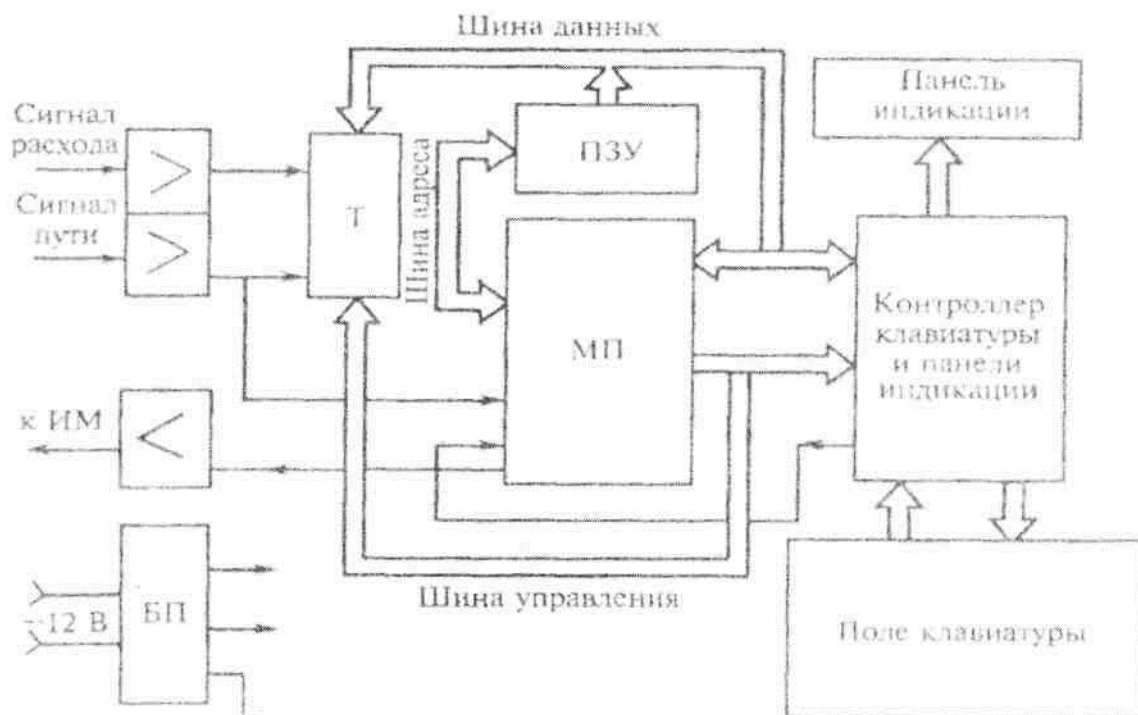 Шина данных
Панель
индикации
Сигнал
расхода
ПЗУ
Шина адреса
Т
Сигнал
пути
Контроллер
клавиатуры
и панели
индикации
МП
к ИМ
Шина управления
БП
12 В
Поле клавиатуры